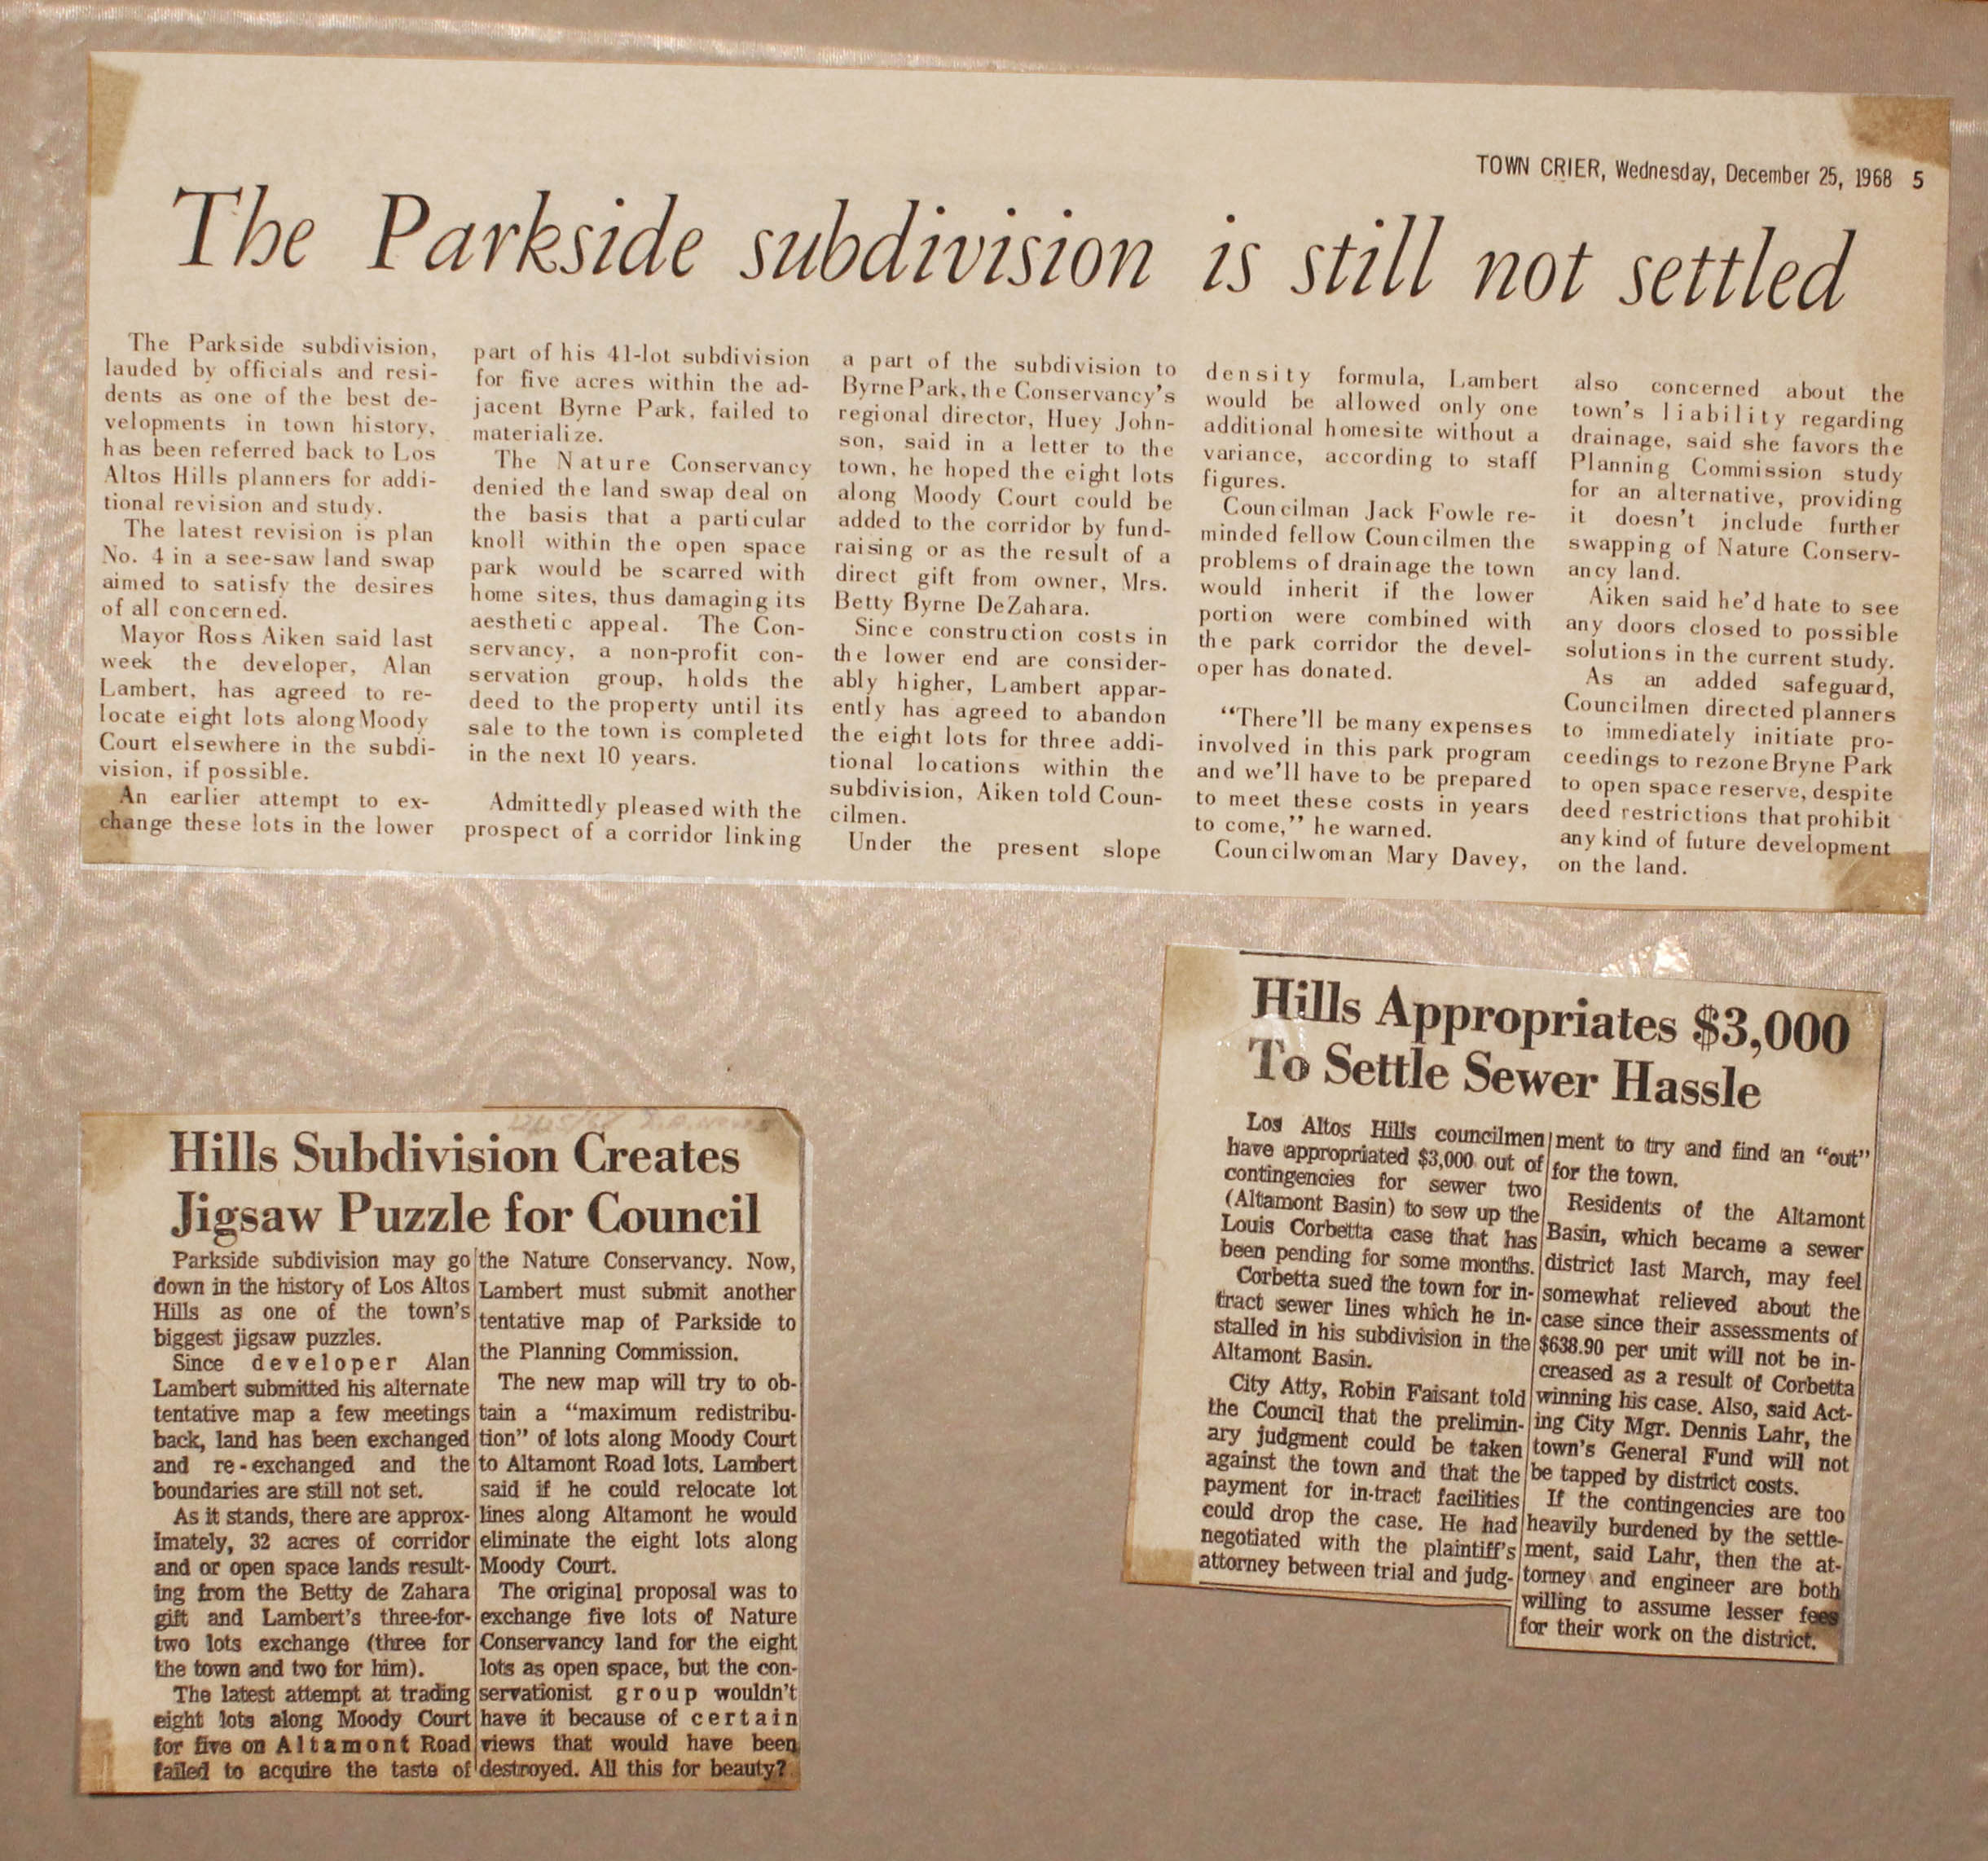 TOWN CRIER, Wednesday, December 25, 1968 5
The Parkside subdivision is still not settled
The Parkside subdivision,
lauded by officials and resi-
dents as one of the best de-
velopments in town history,
has been referred back to Los
Altos Hills planners for addi-
tional revision and study.
The latest revision is plan
No. 4 in a see-saw land swap
aimed to satisfy the desires
of all concerned.
Mayor Ross Aiken said last
week the developer, Alan
Lambert, has agreed to re-
locate eight lots along Moody
Court elsewhere in the subdi-
vision, if possible.
An earlier attempt to ex-
change these lots in the lower
part of his 41-lot subdivision
for five acres within the ad-
jacent Byrne Park, failed to
materialize.
The Nature Conservancy
denied the land swap deal on
the basis that a particular
knoll within the open space
park would be scarred with
home sites, thus damaging its
aesthetic appeal. The Con-
servancy, a non-profit con-
servation group, holds the
deed to the property until its
sale to the town is completed
in the next 10 years.
Admittedly pleased with the
prospect of a corridor linking
a part of the subdivision to
Byrne Park, the Conservancy's
regional director, Huey John-
son, said in a letter to the
town, he hoped the eight lots
along Moody Court could be
added to the corridor by fund-
raising or as the result of a
direct gift from owner, Mrs.
Betty Byrne DeZahara.
Since construction costs in
the lower end are consider-
ably higher, Lambert appar-
ently has agreed to abandon
the eight lots for three addi-
tional locations within the
subdivision, Aiken told Coun-
cilmen.
Under the present slope
density formula, Lambert
would be allowed only one
additional homesite without a
variance, according to staff
figures.
Councilman Jack Fowle re-
minded fellow Councilmen the
problems of drainage the town
would inherit if the lower
portion were combined with
the park corridor the devel-
oper has donated.
"There'll be many expenses
involved in this park program
and we'll have to be prepared
to meet these costs in years
to come," he warned.
Councilwoman Mary Davey,
also concerned about the
town's liability regarding
drainage, said she favors the
Planning Commission study
for an alternative, providing
it doesn't include further
swapping of Nature Conserv-
ancy land.
Aiken said he'd hate to see
any doors closed to possible
solutions in the current study.
As an added safeguard,
Councilmen directed planners
to immediately initiate pro-
ceedings to rezone Bryne Park
to open space reserve, despite
deed restrictions that prohibit
any kind of future development
on the land.
Hills Subdivision Creates
Jigsaw Puzzle for Council
Parkside subdivision may go
down in the history of Los Altos
Hills as one of the town's
biggest jigsaw puzzles.
Since developer Alan
Lambert submitted his alternate
tentative map a few meetings
back, land has been exchanged
and re-exchanged and the
boundaries are still not set.
As it stands, there are approx-
imately, 32 acres of corridor
and or open space lands result-
ing from the Betty de Zahara
gift and Lambert's three-for-
two lots exchange (three for
the town and two for him).
The latest attempt at trading
eight lots along Moody Court
for five on Altamont Road
failed to acquire the taste of
the Nature Conservancy. Now,
Lambert must submit another
tentative map of Parkside to
the Planning Commission.
The new map will try to ob-
tain a "maximum redistribu-
tion" of lots along Moody Court
to Altamont Road lots. Lambert
said if he could relocate lot
lines along Altamont he would
eliminate the eight lots along
Moody Court.
The original proposal was to
exchange five lots of Nature
Conservancy land for the eight
lots as open space, but the con-
servationist group wouldn't
have it because of certain
views that would have been
destroyed. All this for beauty?
Hills Appropriates $3,000
To Settle Sewer Hassle
Los Altos Hills councilmen
have appropriated $3,000 out of
contingencies for sewer two
(Altamont Basin) to sew up the
Louis Corbetta case that has
been pending for some months.
Corbetta sued the town for in-
tract sewer lines which he in-
stalled in his subdivision in the
Altamont Basin.
City Atty, Robin Faisant told
the Council that the prelimin-
ary judgment could be taken
against the town and that the
payment for in-tract facilities
could drop the case. He had
negotiated with the plaintiff's
attorney between trial and judg-
ment to try and find an "out"
for the town.
Residents of the Altamont
Basin, which became a sewer
district last March, may feel
somewhat relieved about the
case since their assessments of
$638.90 per unit will not be in-
creased as a result of Corbetta
winning his case. Also, said Act-
ing City Mgr. Dennis Lahr, the
town's General Fund will not
be tapped by district costs.
If the contingencies are too
heavily burdened by the settle-
ment, said Lahr, then the at-
torney and engineer are both
willing to assume lesser fees
for their work on the district.